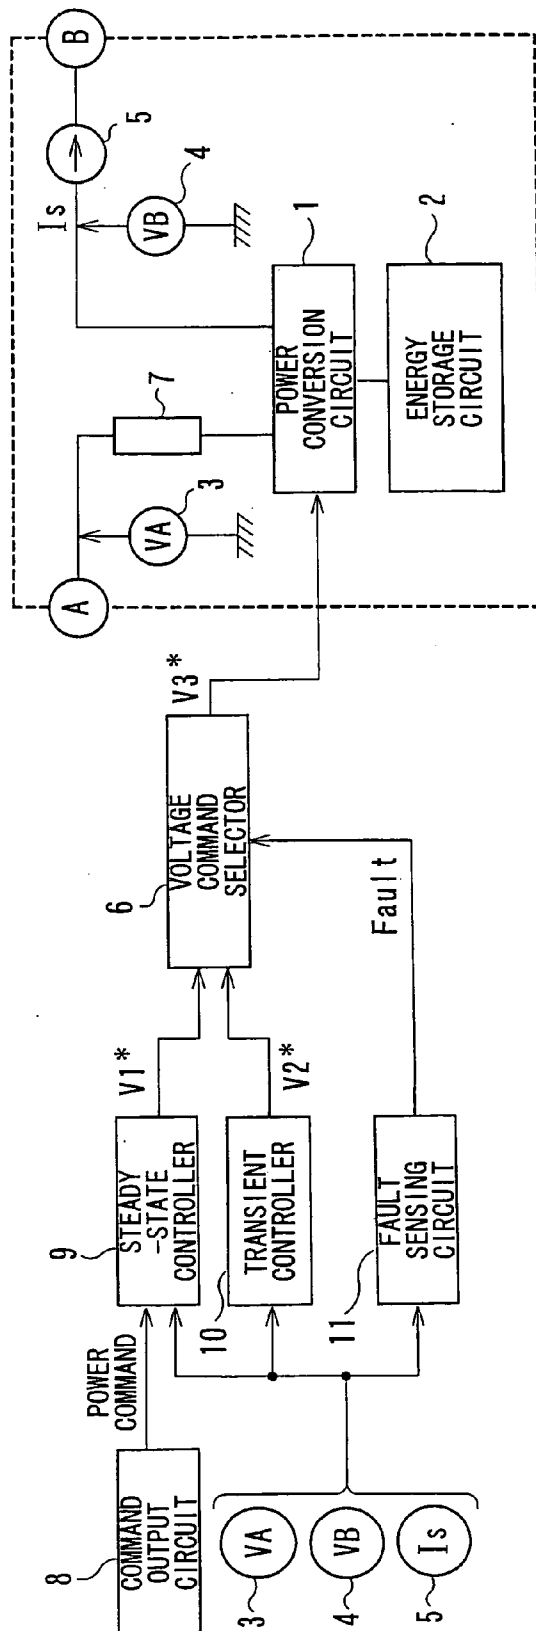 8
COMMAND
OUTPUT
CIRCUIT
POWER
COMMAND
3
VA
4
VB
5
Is
9
STEADY
-STATE
CONTROLLER
10
TRANSIENT
CONTROLLER
11
FAULT
SENSING
CIRCUIT
V1*
V2*
Fault
6
VOLTAGE
COMMAND
SELECTOR
V3*
A
VA
3
7
Is
VB
4
5
B
POWER
CONVERSION
CIRCUIT
1
ENERGY
STORAGE
CIRCUIT
2